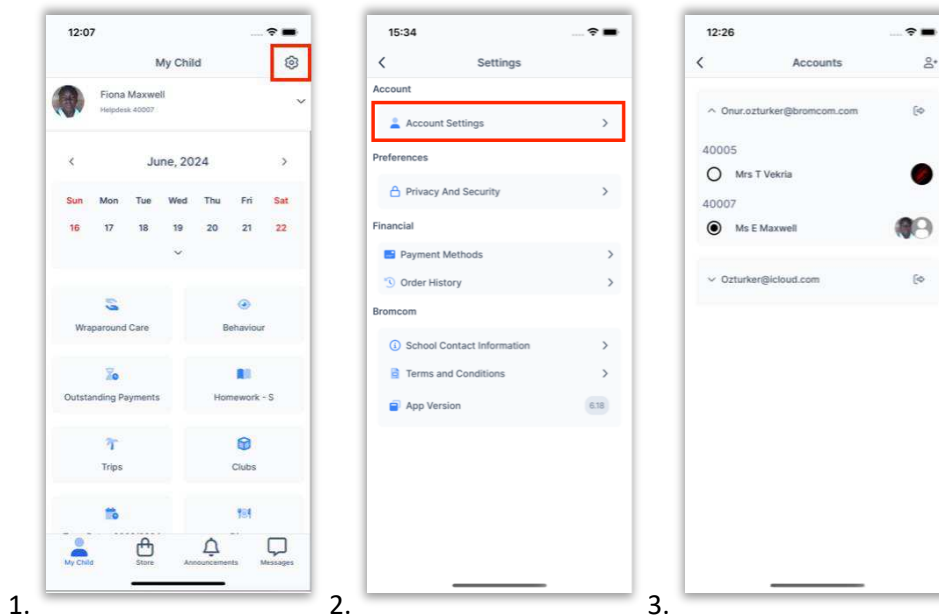 12:07
My Child
Fiona Maxwell
Helpdesk 40007
June, 2024
Sun Mon Tue Wed Thu Fri Sat
16 17 18 19 20 21 22
Wraparound Care Behaviour
Outstanding Payments Homework - S
Trips Clubs
My Child Store Announcements Messages
1.
15:34
Settings
Account
Account Settings
Preferences
Privacy And Security
Financial
Payment Methods
Order History
Bromcom
School Contact Information
Terms and Conditions
App Version 6.18
2.
12:26
Accounts
Onur.ozturker@bromcom.com
40005
Mrs T Vekria
40007
Ms E Maxwell
Ozturker@icloud.com
3.